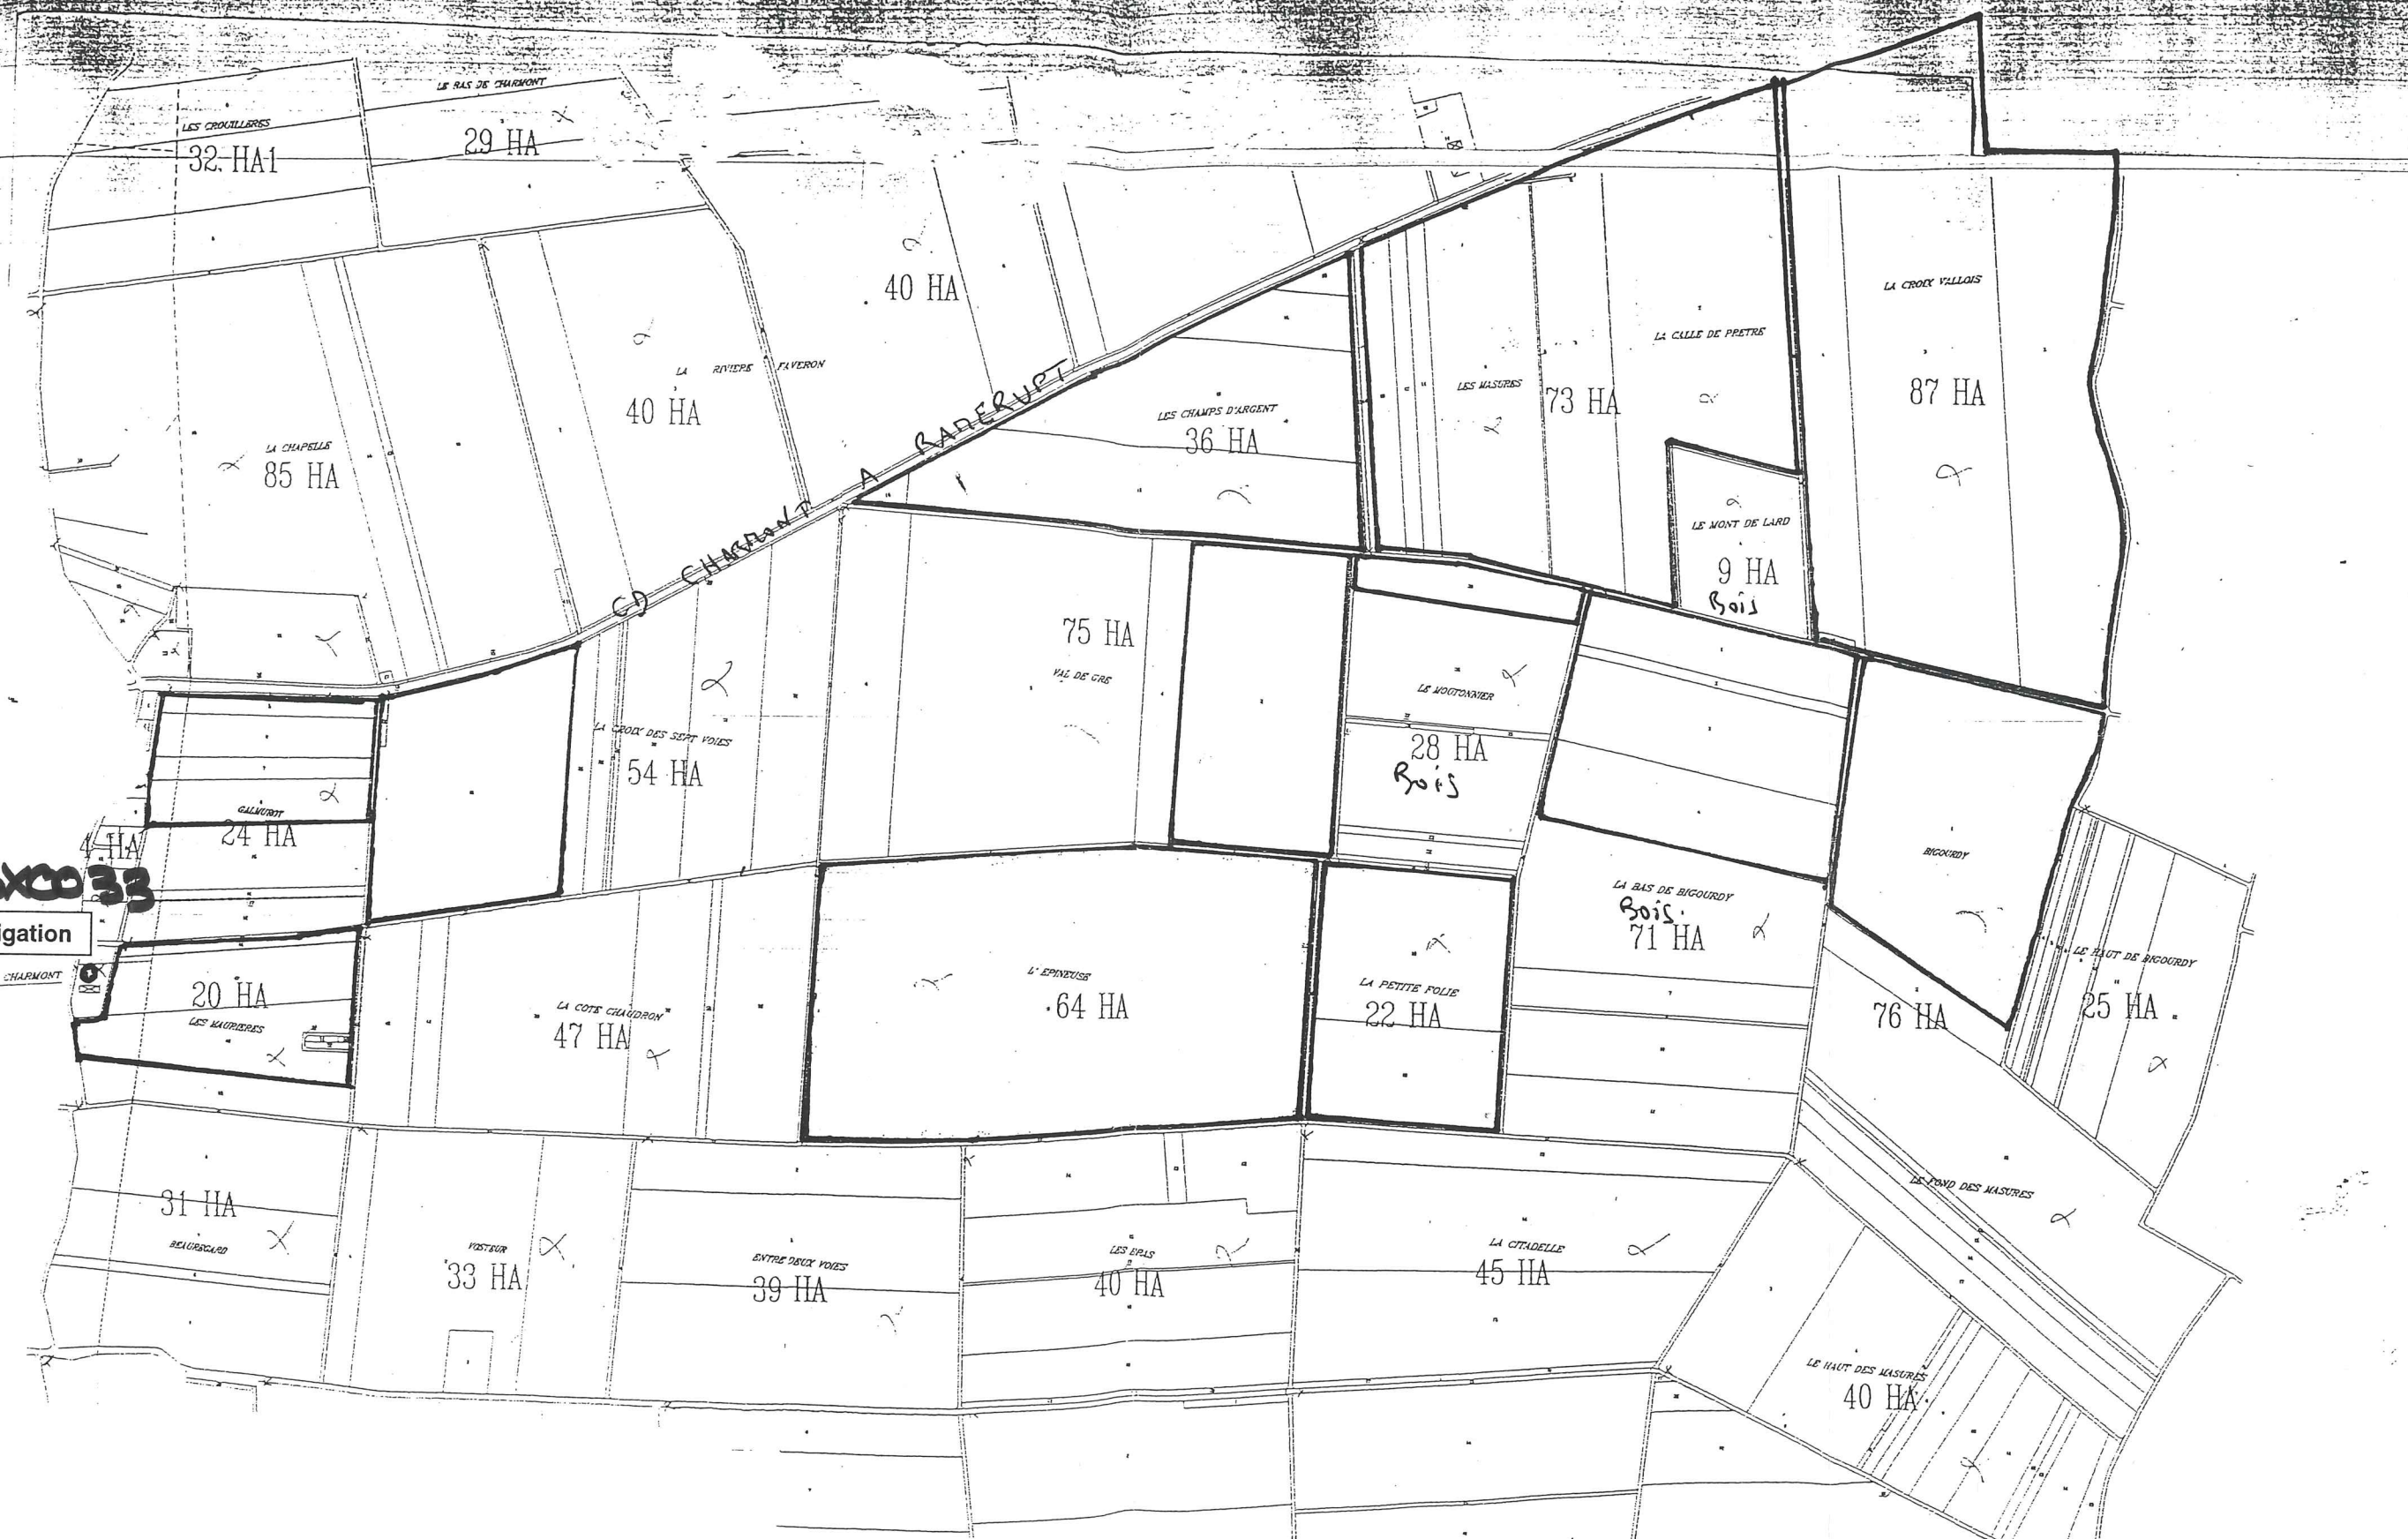 LE BAS DE CHARMONT
29 HA
LES CROUILLERES
32 HA1
40 HA
LA CROIX VALLOIS
87 HA
LA CALLE DE PRETRE
LES MASURES
73 HA
LA RIVIERE FAVERON
40 HA
LES CHAMPS D'ARGENT
36 HA
LA CHAPELLE
85 HA
CD CHARMONT A RAMERUPT
LE MONT DE LARD
9 HA
Bois
75 HA
VAL DE GRE
LE MOUTONNIER
28 HA
Bois
LA CROIX DES SEPT VOIES
54 HA
GALMUROT
24 HA
4 HA
33
igation
CHARMONT
BIGOURDY
LA BAS DE BIGOURDY
Bois.
71 HA
LE HAUT DE BIGOURDY
25 HA
76 HA
L' EPINEUSE
64 HA
LA PETITE FOLIE
22 HA
20 HA
LES MAURIERES
LA COTE CHAUDRON
47 HA
LE FOND DES MASURES
31 HA
BEAUREGARD
VOSTEUR
33 HA
ENTRE DEUX VOIES
39 HA
LES EPAS
40 HA
LA CITADELLE
45 HA
LE HAUT DES MASURES
40 HA